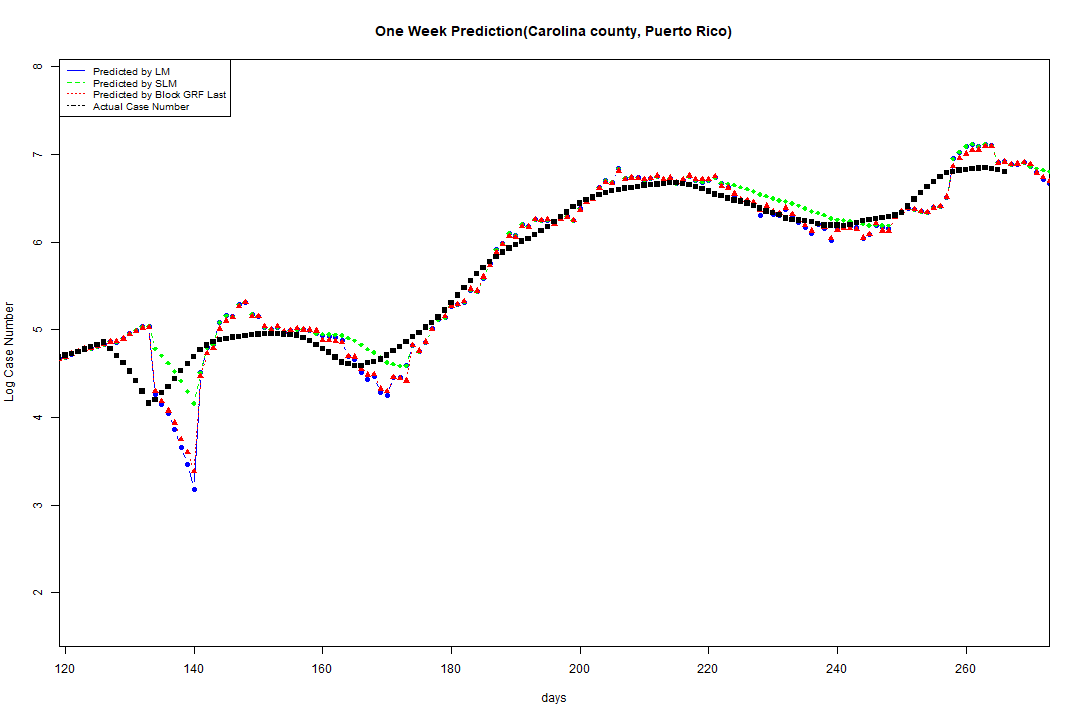 One Week Prediction(Carolina county, Puerto Rico)
Predicted by LM
Predicted by SLM
Predicted by Block GRF Last
Actual Case Number
8
7
6
5
4
3
2
Log Case Number
120 140 160 180 200 220 240 260
days